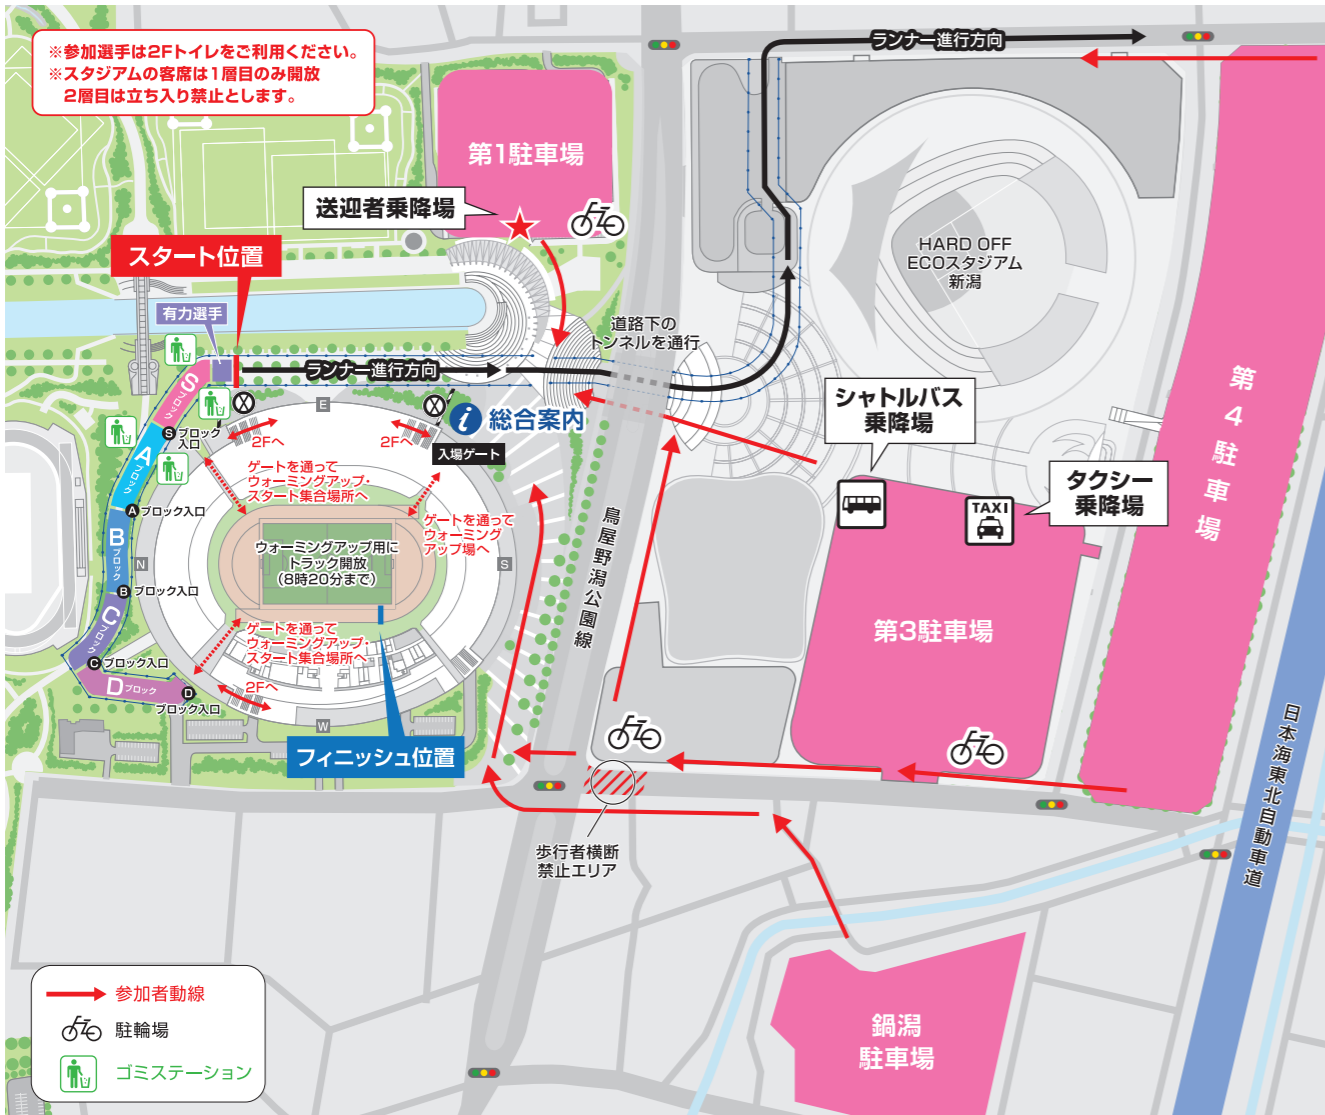 ※参加選手は2Fトイレをご利用ください。
※スタジアムの客席は1層目のみ開放
2層目は立ち入り禁止とします。
ランナー進行方向
第1駐車場
送迎者乗降場
スタート位置
HARD OFF
ECOスタジアム
新潟
有力選手
道路下の
トンネルを通行
ランナー進行方向
第4駐車場
シャトルバス
乗降場
S
ブロック
E
総合案内
2Fへ
2Fへ
入場ゲート
S
ブロック
入口
A
ブロック
ゲートを通って
ウォーミングアップ・
スタート集合場所へ
タクシー
乗降場
TAXI
A
ブロック入口
ゲートを通って
ウォーミング
アップ場へ
鳥屋野潟公園線
B
ブロック
ウォーミングアップ用に
トラック開放
(8時20分まで)
N
S
B
ブロック入口
C
ブロック
ゲートを通って
ウォーミングアップ・
スタート集合場所へ
第3駐車場
C
ブロック入口
D
ブロック
2Fへ
D
ブロック入口
W
フィニッシュ位置
日本海東北自動車道
歩行者横断
禁止エリア
参加者動線
駐輪場
ゴミステーション
鍋潟
駐車場